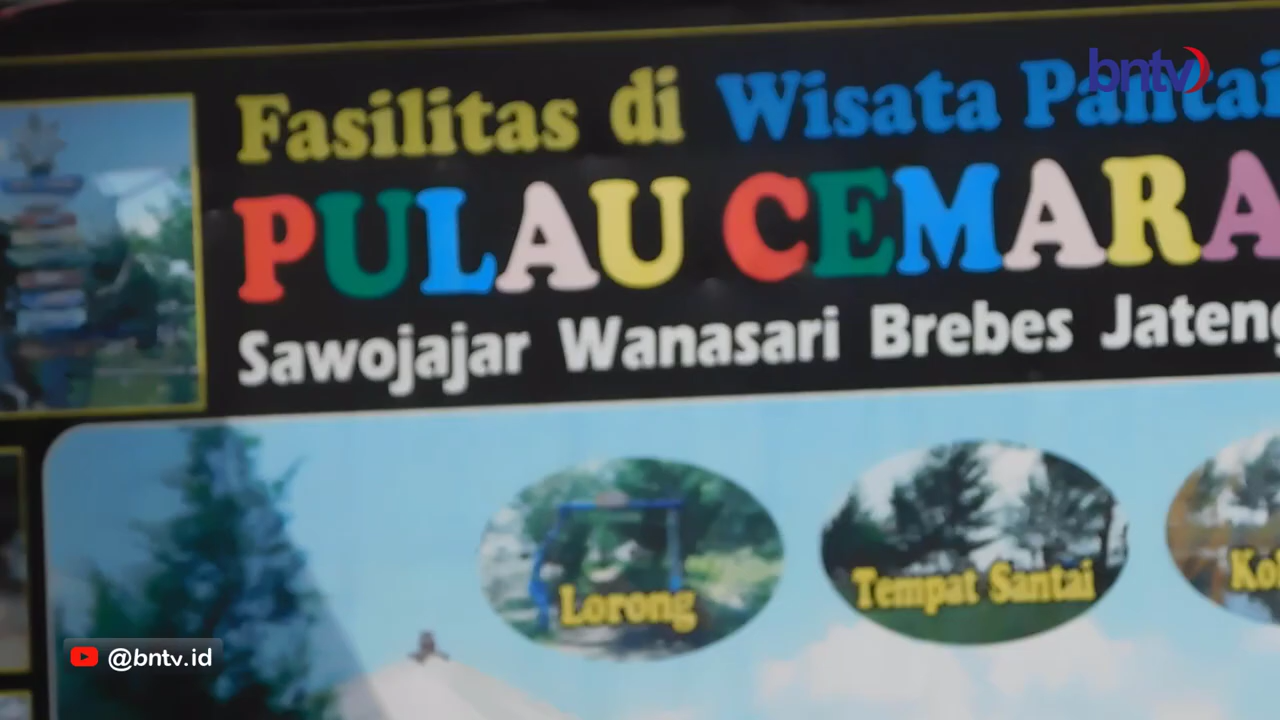 bntv
Fasilitas di Wisata Pantai
PULAU CEMARA
Sawojajar Wanasari Brebes Jateng
Lorong
Tempat Santai
@bntv.id